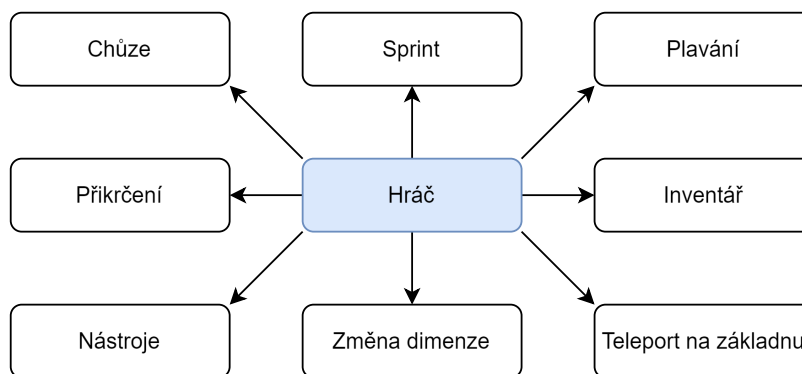 Chůze
Sprint
Plavání
Přikrčení
Hráč
Inventář
Nástroje
Změna dimenze
Teleport na základnu